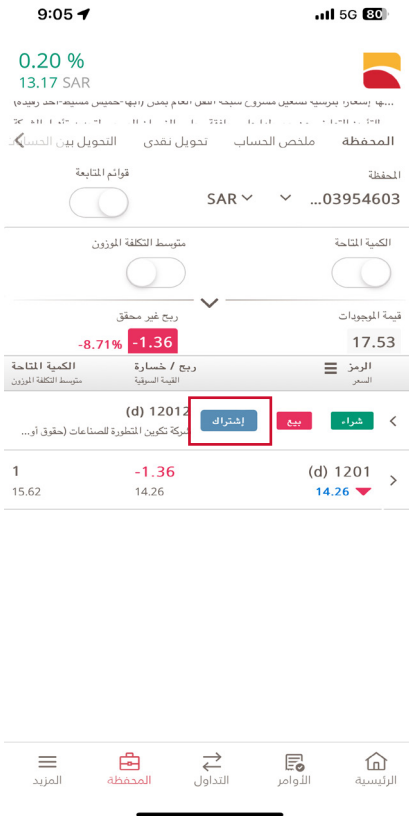 9:05
5G 80
0.20 %
13.17 SAR
المحفظة ملخص الحساب تحويل نقدي التحويل بين الحسابات
المحفظة
قوائم المتابعة
...03954603
SAR
الكمية المتاحة
متوسط التكلفة الموزون
قيمة الموجودات
ربح غير محقق
17.53
-1.36 -8.71%
الرمز ربح / خسارة الكمية المتاحة
السعر القيمة السوقية متوسط التكلفة الموزون
شراء بيع إشتراك
(d) 12012
شركة تكوين المتطورة للصناعات (حقوق أو...
(d) 1201 -1.36 1
14.26 14.26 15.62
الرئيسية الأوامر التداول المحفظة المزيد